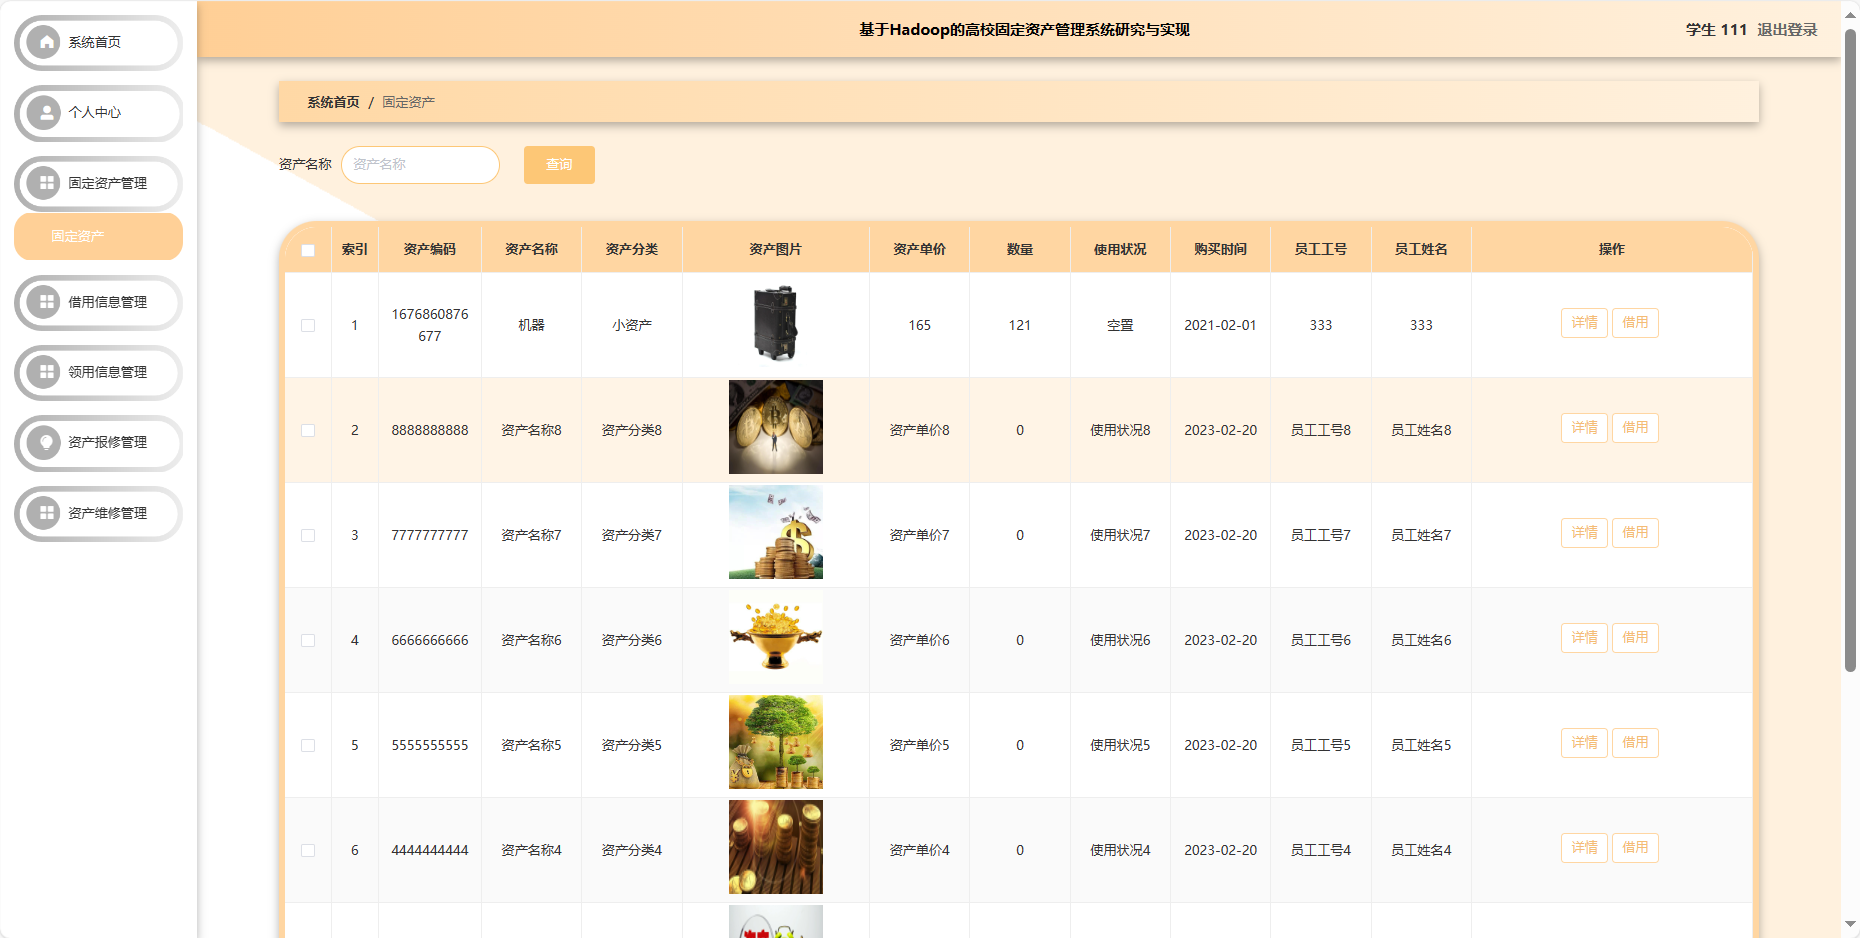 基于Hadoop的高校固定资产管理系统研究与实现
学生 111 退出登录
系统首页
个人中心
固定资产管理
固定资产
借用信息管理
领用信息管理
资产报修管理
资产维修管理
系统首页 / 固定资产
资产名称 资产名称 查询
索引 资产编码 资产名称 资产分类 资产图片 资产单价 数量 使用状况 购买时间 员工工号 员工姓名 操作
1 1676860876677 机器 小资产 165 121 空置 2021-02-01 333 333 详情 借用
2 8888888888 资产名称8 资产分类8 资产单价8 0 使用状况8 2023-02-20 员工工号8 员工姓名8 详情 借用
3 7777777777 资产名称7 资产分类7 资产单价7 0 使用状况7 2023-02-20 员工工号7 员工姓名7 详情 借用
4 6666666666 资产名称6 资产分类6 资产单价6 0 使用状况6 2023-02-20 员工工号6 员工姓名6 详情 借用
5 5555555555 资产名称5 资产分类5 资产单价5 0 使用状况5 2023-02-20 员工工号5 员工姓名5 详情 借用
6 4444444444 资产名称4 资产分类4 资产单价4 0 使用状况4 2023-02-20 员工工号4 员工姓名4 详情 借用